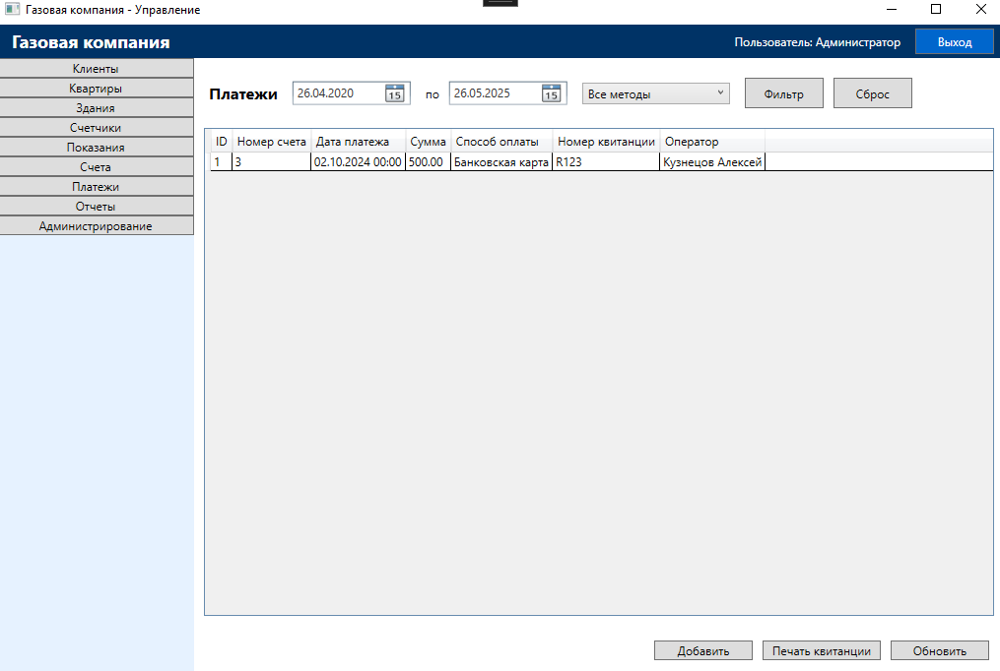 Газовая компания - Управление
Газовая компания
Пользователь: Администратор
Выход
Клиенты
Квартиры
Здания
Счетчики
Показания
Счета
Платежи
Отчеты
Администрирование
Платежи 26.04.2020 15 по 26.05.2025 15 Все методы Фильтр Сброс
ID Номер счета Дата платежа Сумма Способ оплаты Номер квитанции Оператор
1 3 02.10.2024 00:00 500.00 Банковская карта R123 Кузнецов Алексей
Добавить Печать квитанции Обновить